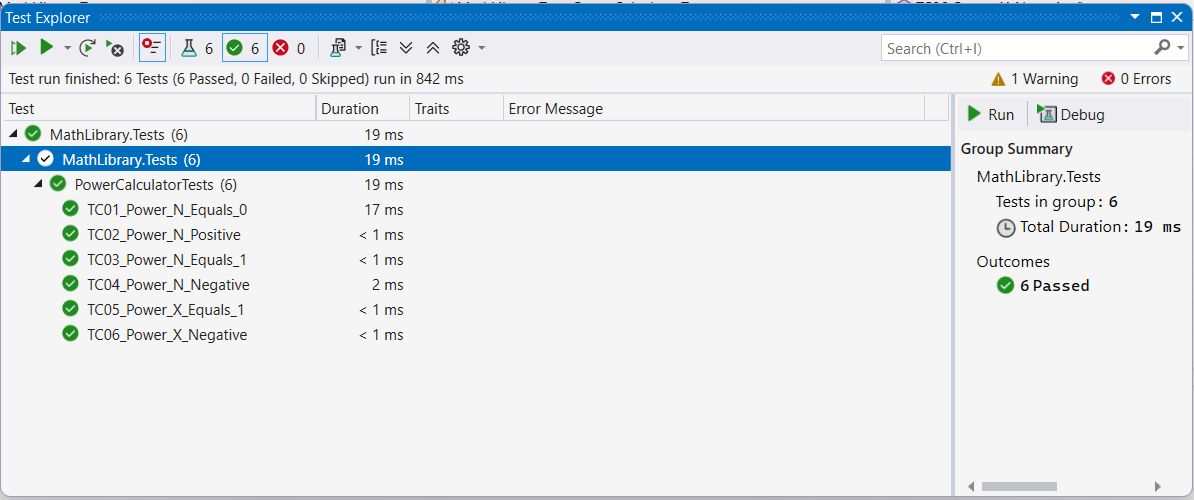 Test Explorer
6 6 0
Search (Ctrl+I)
Test run finished: 6 Tests (6 Passed, 0 Failed, 0 Skipped) run in 842 ms
1 Warning
0 Errors
Test Duration Traits Error Message
MathLibrary.Tests (6) 19 ms
MathLibrary.Tests (6) 19 ms
PowerCalculatorTests (6) 19 ms
TC01_Power_N_Equals_0 17 ms
TC02_Power_N_Positive < 1 ms
TC03_Power_N_Equals_1 < 1 ms
TC04_Power_N_Negative 2 ms
TC05_Power_X_Equals_1 < 1 ms
TC06_Power_X_Negative < 1 ms
Run Debug
Group Summary
MathLibrary.Tests
Tests in group: 6
Total Duration: 19 ms
Outcomes
6 Passed